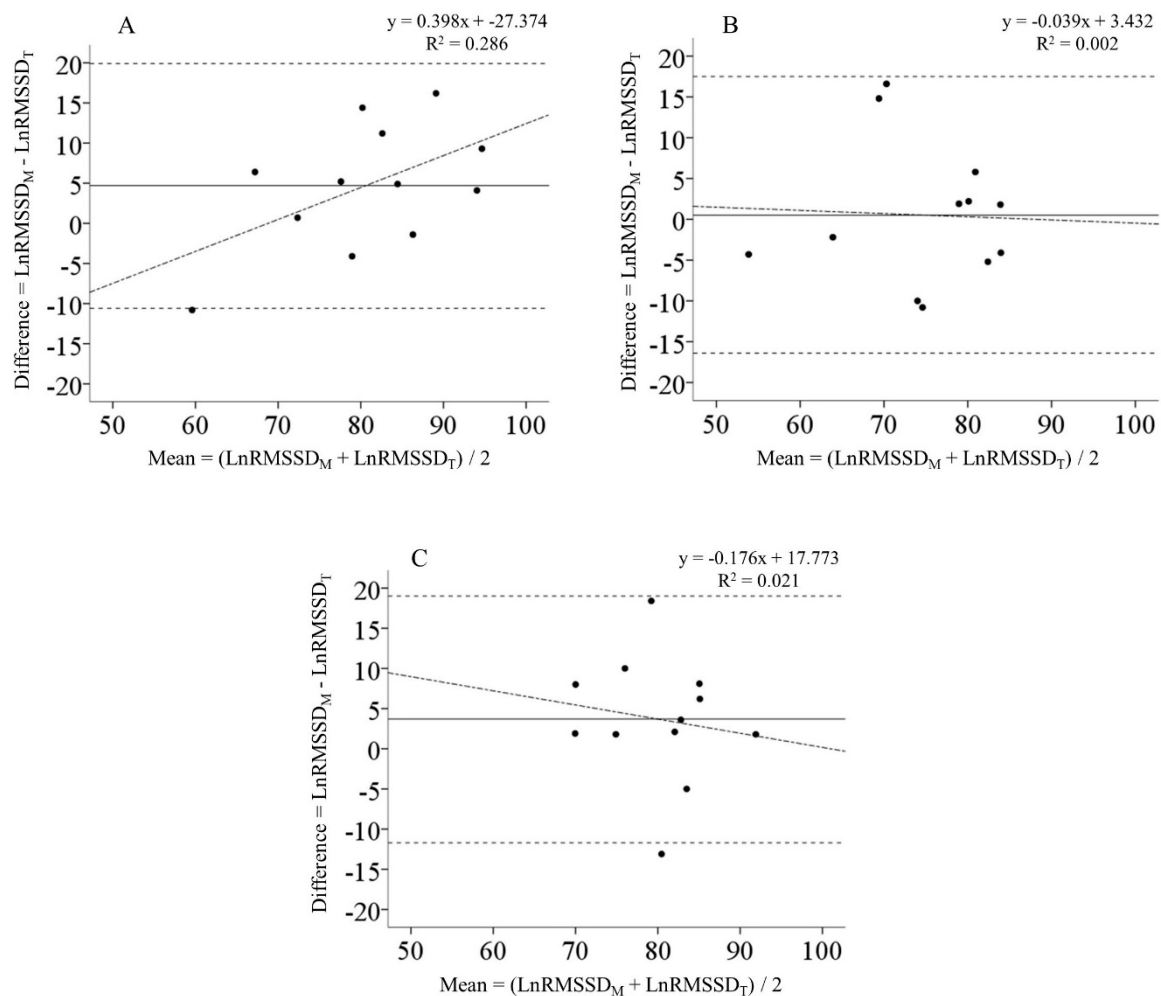 A
y = 0.398x + -27.374
R² = 0.286
Difference = LnRMSSD_M - LnRMSSD_T
20
15
10
5
0
-5
-10
-15
-20
50 60 70 80 90 100
Mean = (LnRMSSD_M + LnRMSSD_T) / 2
B
y = -0.039x + 3.432
R² = 0.002
Difference = LnRMSSD_M - LnRMSSD_T
20
15
10
5
0
-5
-10
-15
-20
50 60 70 80 90 100
Mean = (LnRMSSD_M + LnRMSSD_T) / 2
C
y = -0.176x + 17.773
R² = 0.021
Difference = LnRMSSD_M - LnRMSSD_T
20
15
10
5
0
-5
-10
-15
-20
50 60 70 80 90 100
Mean = (LnRMSSD_M + LnRMSSD_T) / 2